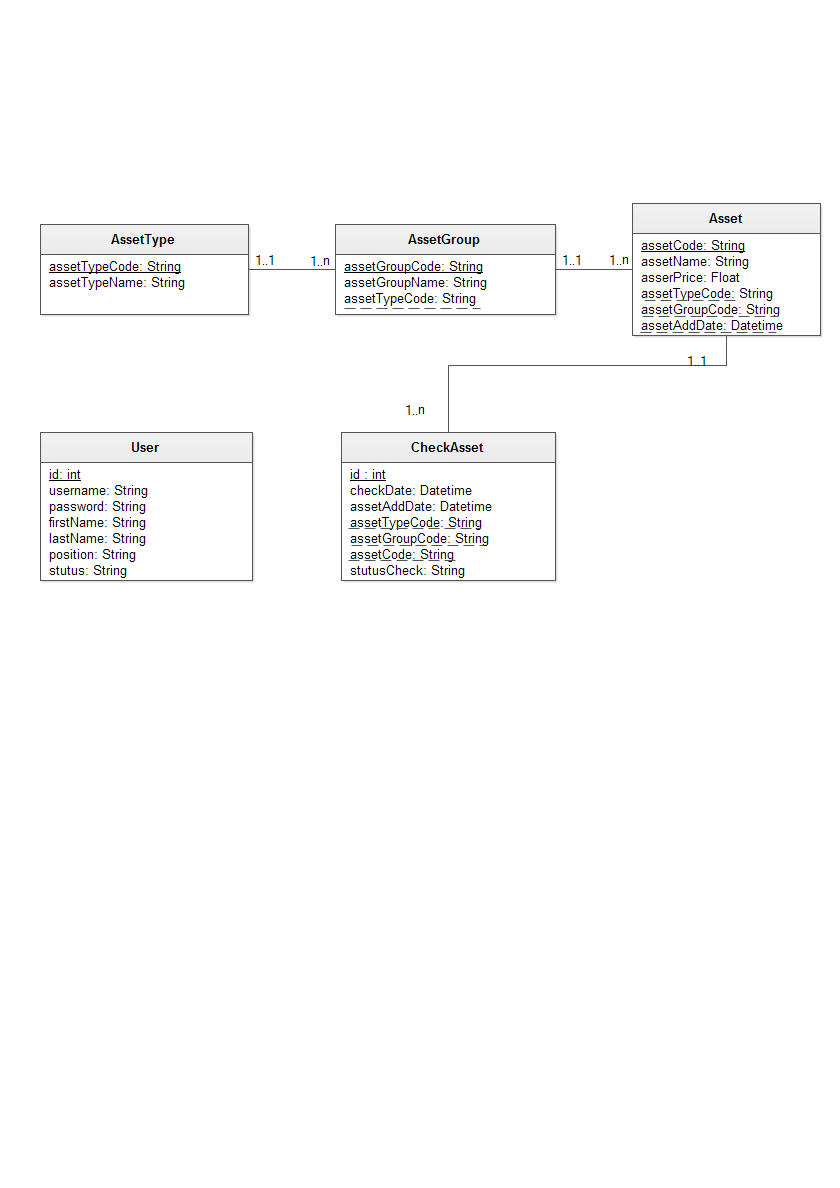 AssetType
assetTypeCode: String
assetTypeName: String
1..1
1..n
AssetGroup
assetGroupCode: String
assetGroupName: String
assetTypeCode: String
1..1
1..n
Asset
assetCode: String
assetName: String
asserPrice: Float
assetTypeCode: String
assetGroupCode: String
assetAddDate: Datetime
1..1
1..n
User
id: int
username: String
password: String
firstName: String
lastName: String
position: String
stutus: String
CheckAsset
id : int
checkDate: Datetime
assetAddDate: Datetime
assetTypeCode: String
assetGroupCode: String
assetCode: String
stutusCheck: String